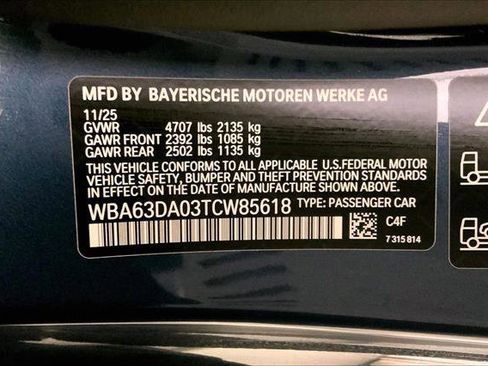 MFD BY BAYERISCHE MOTOREN WERKE AG
11/25
GVWR 4707 lbs 2135 kg
GAWR FRONT 2392 lbs 1085 kg
GAWR REAR 2502 lbs 1135 kg
THIS VEHICLE CONFORMS TO ALL APPLICABLE U.S.FEDERAL MOTOR
VEHICLE SAFETY, BUMPER AND THEFT PREVENTION STANDARDS
IN EFFECT ON THE DATE OF MANUFACTURE SHOWN ABOVE.
WBA63DA03TCW85618 TYPE: PASSENGER CAR
C4F
7 315 814